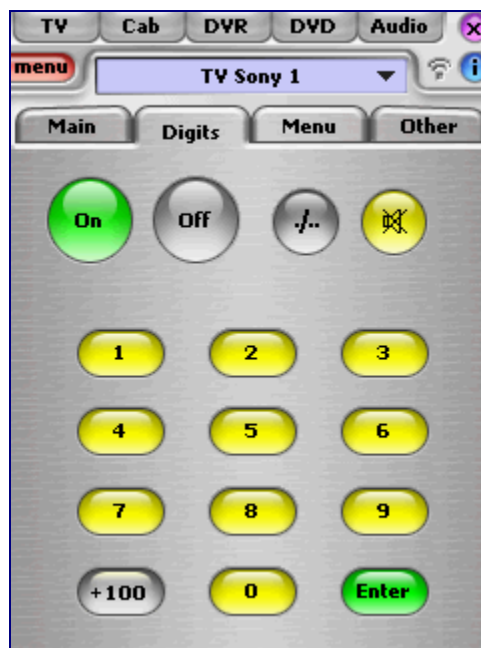 TV Cab DVR DVD Audio x
menu TV Sony 1 i
Main Digits Menu Other
On Off ./..
1 2 3
4 5 6
7 8 9
+100 0 Enter